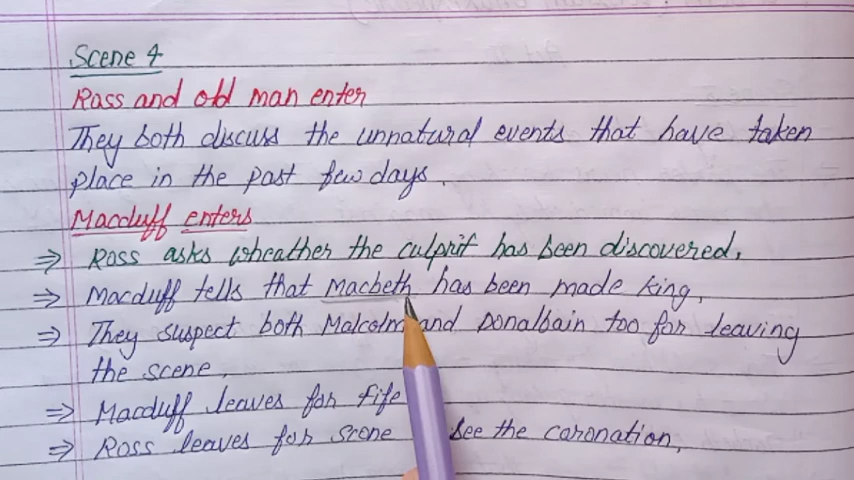 Scene 4
Ross and old man enter
They both discuss the unnatural events that have taken
place in the past few days.
Macduff enters
⇒ Ross asks wheather the culprit has been discovered.
⇒ Macduff tells that Macbeth has been made king.
⇒ They suspect both Malcolm and Donalbain too for leaving
the scene.
⇒ Macduff leaves for fife
⇒ Ross leaves for scone see the coronation.